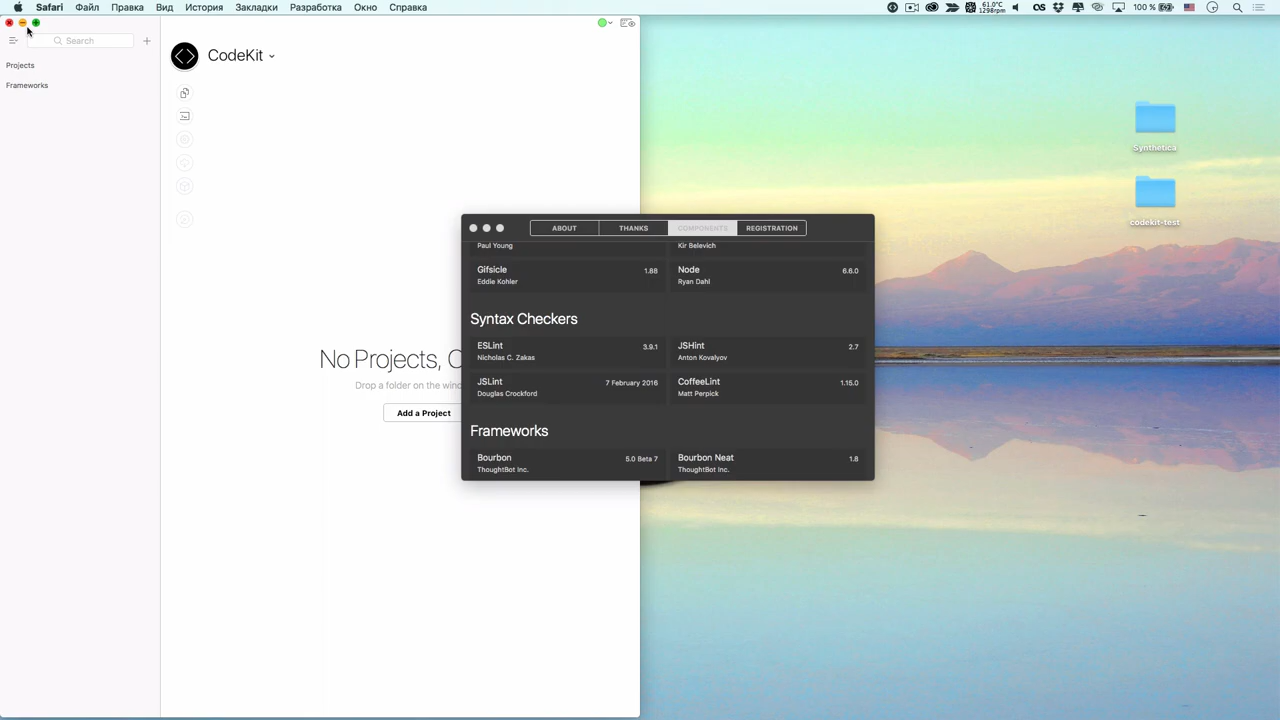 Safari Файл Правка Вид История Закладки Разработка Окно Справка
61.0°C
1298rpm
100 %
Search
CodeKit
Projects
Frameworks
Synthetica
codekit-test
ABOUT THANKS COMPONENTS REGISTRATION
Paul Young
Kir Belevich
Gifsicle 1.88
Eddie Kohler
Node 6.6.0
Ryan Dahl
Syntax Checkers
ESLint 3.9.1
Nicholas C. Zakas
JSHint 2.7
Anton Kovalyov
JSLint 7 February 2016
Douglas Crockford
CoffeeLint 1.15.0
Matt Perpick
Frameworks
Bourbon 5.0 Beta 7
ThoughtBot Inc.
Bourbon Neat 1.8
ThoughtBot Inc.
No Projects, C
Drop a folder on the wind
Add a Project